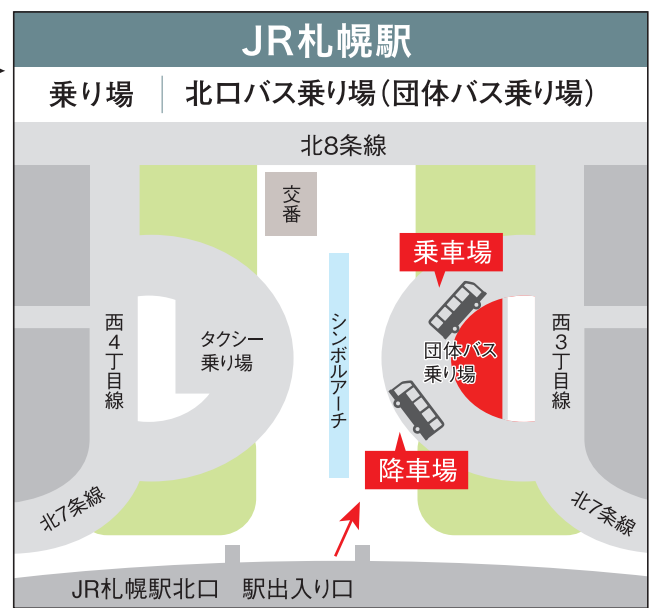 JR札幌駅
乗り場 北口バス乗り場(団体バス乗り場)
北8条線
交番
乗車場
西4丁目線
タクシー
乗り場
シンボルアーチ
団体バス
乗り場
西3丁目線
降車場
北7条線
北7条線
JR札幌駅北口 駅出入り口